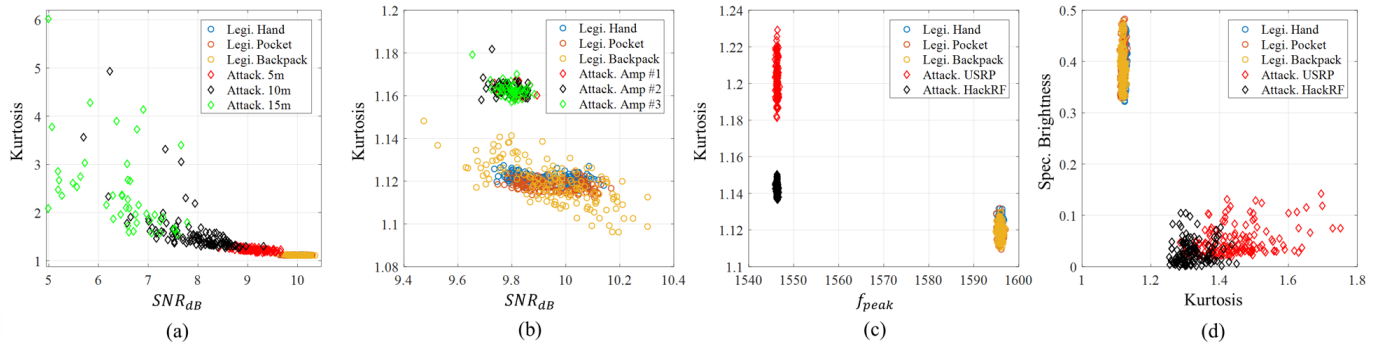 Kurtosis
6
5
4
3
2
1
5
6
7
8
9
10
SNR_dB
Legi. Hand
Legi. Pocket
Legi. Backpack
Attack. 5m
Attack. 10m
Attack. 15m
(a)
Kurtosis
1.2
1.18
1.16
1.14
1.12
1.1
1.08
9.4
9.6
9.8
10
10.2
10.4
SNR_dB
Legi. Hand
Legi. Pocket
Legi. Backpack
Attack. Amp #1
Attack. Amp #2
Attack. Amp #3
(b)
Kurtosis
1.24
1.22
1.2
1.18
1.16
1.14
1.12
1.1
1540
1550
1560
1570
1580
1590
1600
f_peak
Legi. Hand
Legi. Pocket
Legi. Backpack
Attack. USRP
Attack. HackRF
(c)
Spec. Brightness
0.5
0.4
0.3
0.2
0.1
0
1
1.2
1.4
1.6
1.8
Kurtosis
Legi. Hand
Legi. Pocket
Legi. Backpack
Attack. USRP
Attack. HackRF
(d)